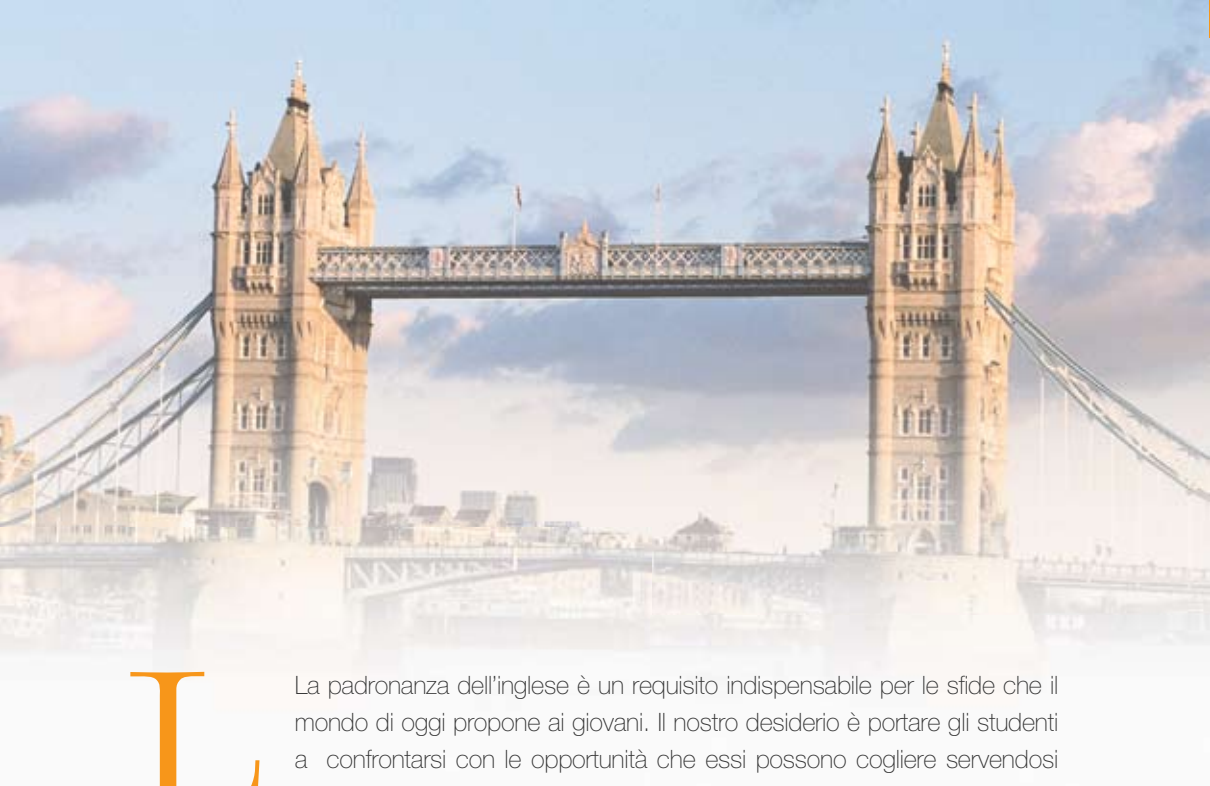 La padronanza dell'inglese è un requisito indispensabile per le sfide che il
mondo di oggi propone ai giovani. Il nostro desiderio è portare gli studenti
a confrontarsi con le opportunità che essi possono cogliere servendosi